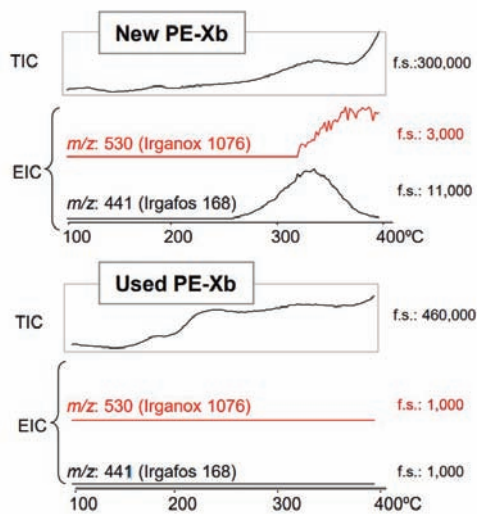 New PE-Xb
TIC
f.s.:300,000
m/z: 530 (Irganox 1076)
f.s.: 3,000
EIC
m/z: 441 (Irgafos 168)
f.s.: 11,000
100 200 300 400ºC
Used PE-Xb
TIC
f.s.: 460,000
m/z: 530 (Irganox 1076)
f.s.: 1,000
EIC
m/z: 441 (Irgafos 168)
f.s.: 1,000
100 200 300 400ºC